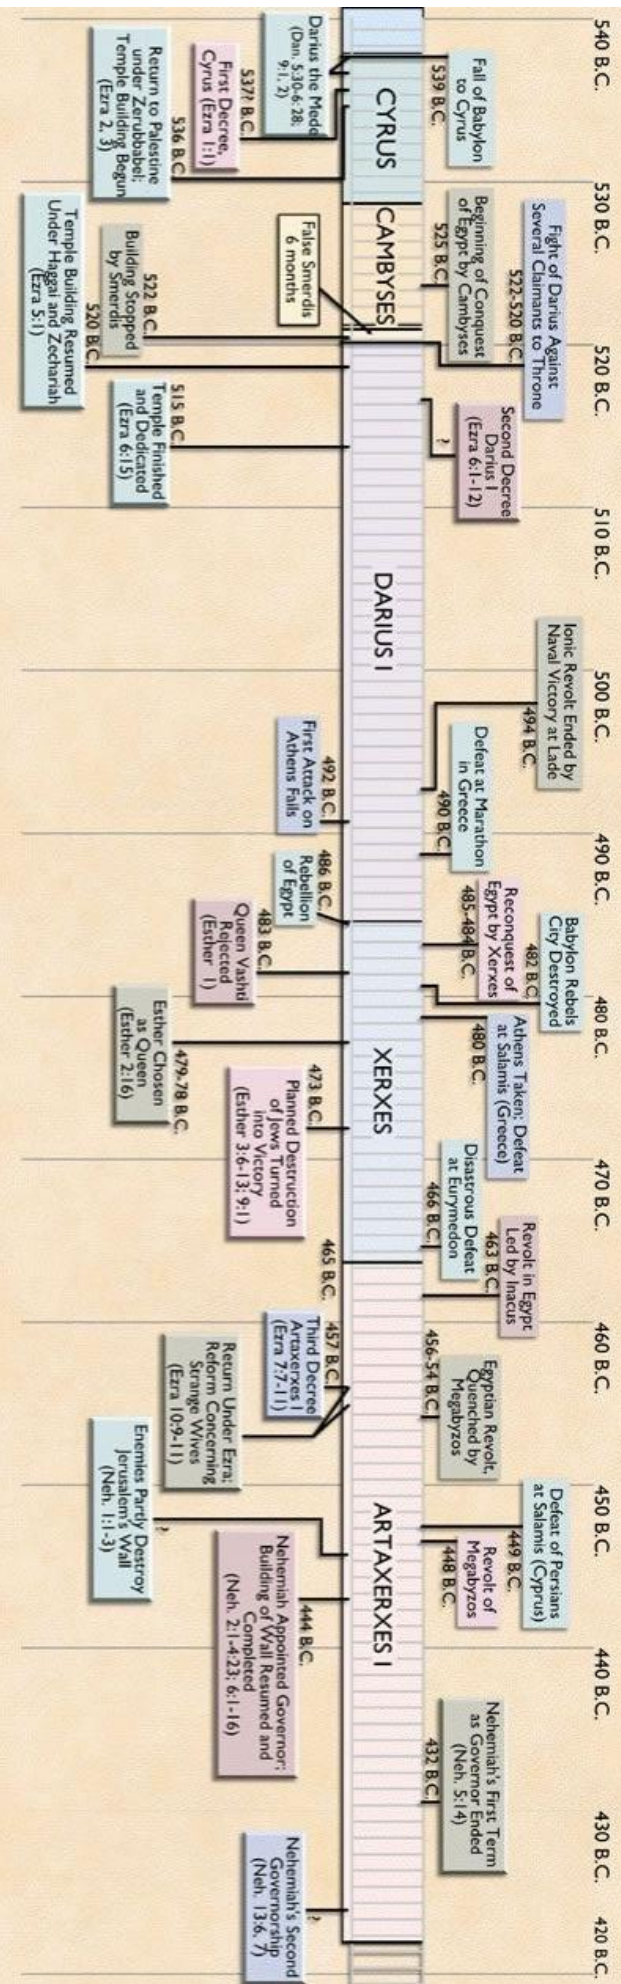 540 B.C.
530 B.C.
520 B.C.
510 B.C.
500 B.C.
490 B.C.
480 B.C.
470 B.C.
460 B.C.
450 B.C.
440 B.C.
430 B.C.
420 B.C.
Fall of Babylon
to Cyrus
539 B.C.
Fight of Darius Against
Several Claimants to Throne
522-520 B.C.
Beginning of Conquest
of Egypt by Cambyses
525 B.C.
Second Decree
Darius I
(Ezra 6:1-12)
?
Ionic Revolt Ended by
Naval Victory at Lade
494 B.C.
Defeat at Marathon
in Greece
490 B.C.
Babylon Rebels
City Destroyed
482 B.C.
Reconquest of
Egypt by Xerxes
485-484 B.C.
Athens Taken; Defeat
at Salamis (Greece)
480 B.C.
Disastrous Defeat
at Eurymedon
466 B.C.
Revolt in Egypt
Led by Inacus
463 B.C.
Egyptian Revolt,
Quenched by
Megabyzos
456-54 B.C.
Defeat of Persians
at Salamis (Cyprus)
449 B.C.
Revolt of
Megabyzos
448 B.C.
Nehemiah's First Term
as Governor Ended
(Neh. 5:14)
432 B.C.
CYRUS
CAMBYSES
DARIUS I
XERXES
ARTAXERXES I
Darius the Mede
(Dan. 5:30-6:28;
9:1, 2)
537? B.C.
First Decree,
Cyrus (Ezra 1:1)
536 B.C.
Return to Palestine
under Zerubbabel;
Temple Building Begun
(Ezra 2, 3)
False Smerdis
6 months
522 B.C.
Building Stopped
by Smerdis
520 B.C.
Temple Building Resumed
Under Haggai and Zechariah
(Ezra 5:1)
515 B.C.
Temple Finished
and Dedicated
(Ezra 6:15)
492 B.C.
First Attack on
Athens Fails
486 B.C.
Rebellion
of Egypt
483 B.C.
Queen Vashti
Rejected
(Esther 1)
479-78 B.C.
Esther Chosen
as Queen
(Esther 2:16)
473 B.C.
Planned Destruction
of Jews Turned
into Victory
(Esther 3:6-13; 9:1)
465 B.C.
457 B.C.
Third Decree
Artaxerxes I
(Ezra 7:7-11)
Return Under Ezra;
Reform Concerning
Strange Wives
(Ezra 10:9-11)
?
Enemies Partly Destroy
Jerusalem's Wall
(Neh. 1:1-3)
444 B.C.
Nehemiah Appointed Governor;
Building of Wall Resumed and
Completed
(Neh. 2:1-4:23; 6:1-16)
?
Nehemiah's Second
Governorship
(Neh. 13:6, 7)